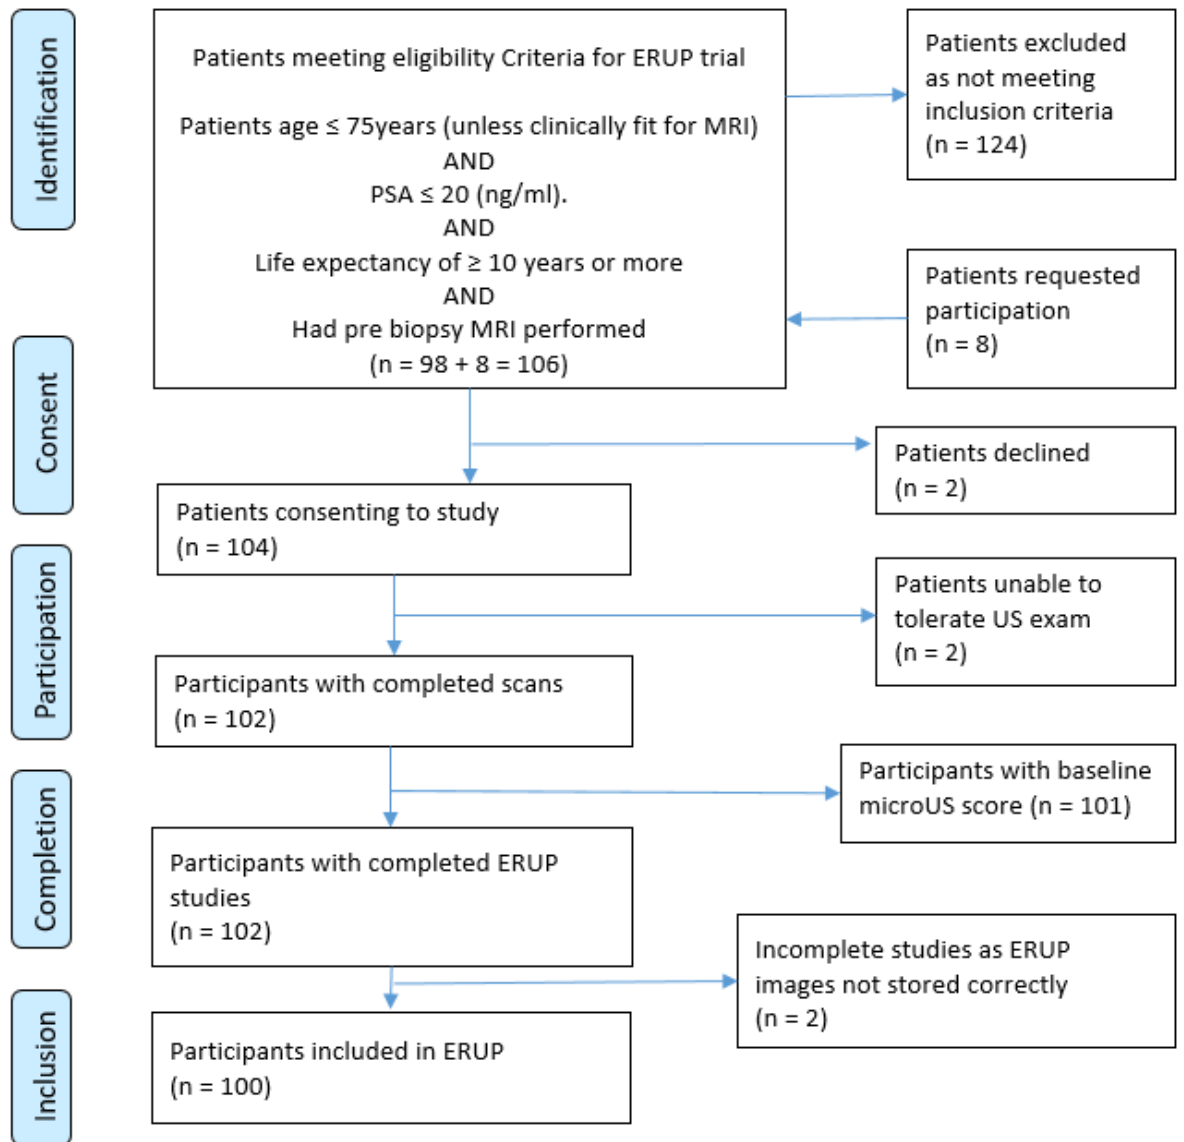 Identification
Patients meeting eligibility Criteria for ERUP trial
Patients age ≤ 75years (unless clinically fit for MRI)
AND
PSA ≤ 20 (ng/ml).
AND
Life expectancy of ≥ 10 years or more
AND
Had pre biopsy MRI performed
(n = 98 + 8 = 106)
Patients excluded
as not meeting
inclusion criteria
(n = 124)
Patients requested
participation
(n = 8)
Consent
Patients declined
(n = 2)
Patients consenting to study
(n = 104)
Participation
Patients unable to
tolerate US exam
(n = 2)
Participants with completed scans
(n = 102)
Completion
Participants with baseline
microUS score (n = 101)
Participants with completed ERUP
studies
(n = 102)
Incomplete studies as ERUP
images not stored correctly
(n = 2)
Inclusion
Participants included in ERUP
(n = 100)